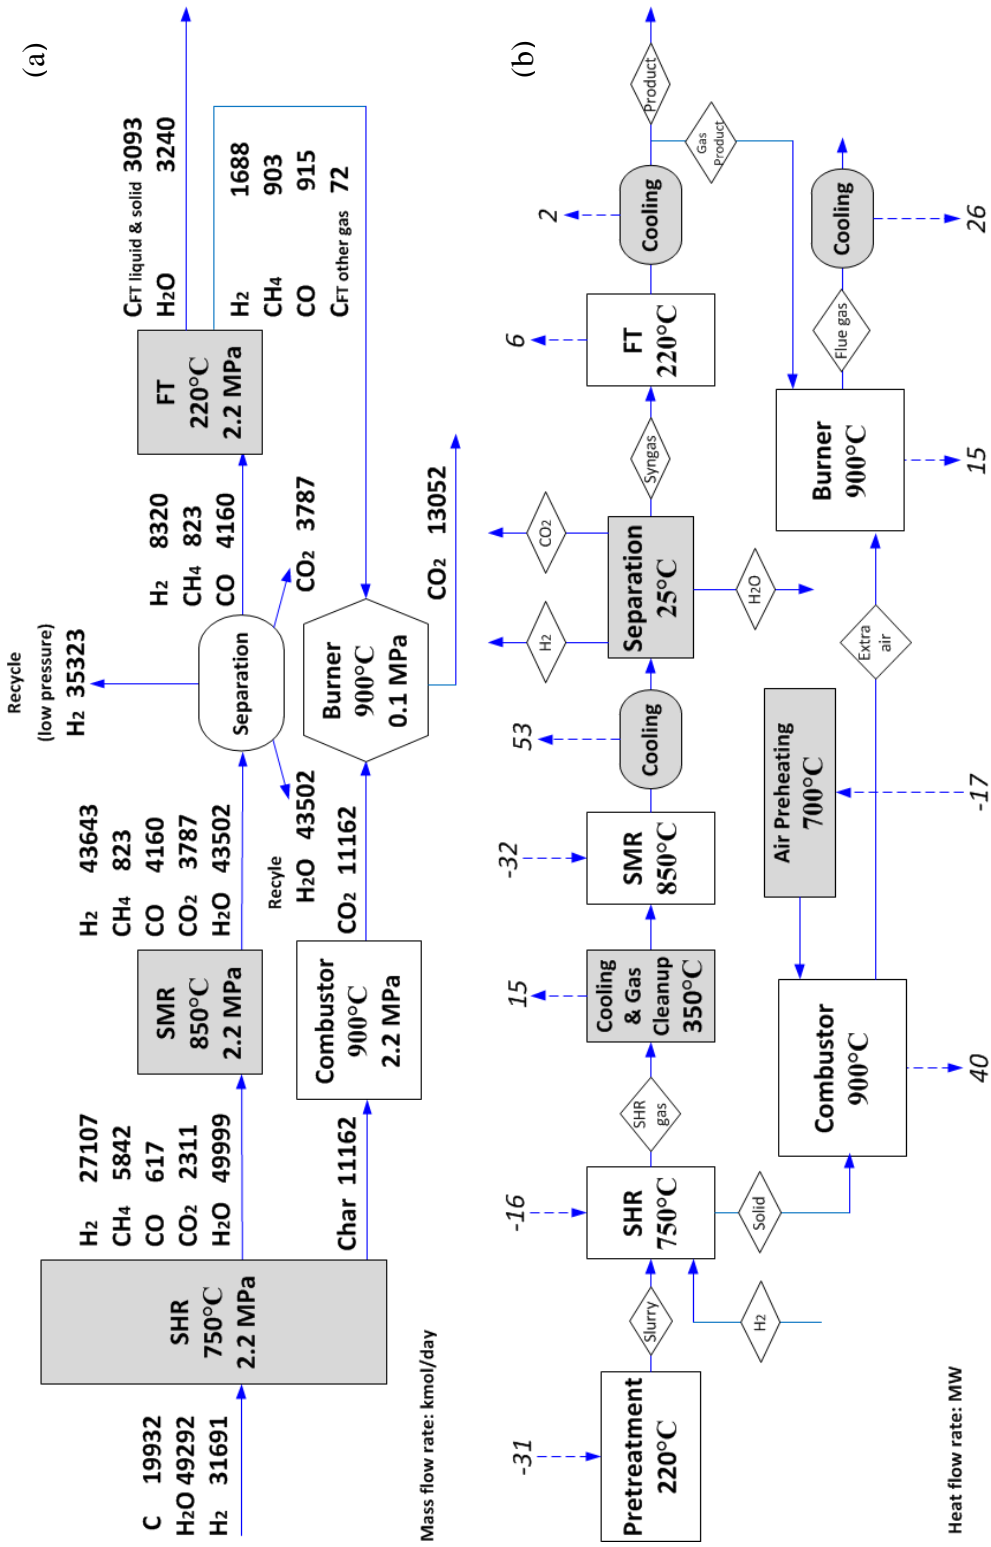 (a)
C 19932
H2O 49292
H2 31691
SHR
750°C
2.2 MPa
H2 27107
CH4 5842
CO 617
CO2 2311
H2O 49999
Char 11162
SMR
850°C
2.2 MPa
Combustor
900°C
2.2 MPa
H2 43643
CH4 823
CO 4160
CO2 3787
H2O 43502
CO2 11162
Recycle
(low pressure)
H2 35323
Separation
Recyle
H2O 43502
CO2 3787
Burner
900°C
0.1 MPa
H2 8320
CH4 823
CO 4160
CO2 13052
FT
220°C
2.2 MPa
CFT liquid & solid 3093
H2O 3240
H2 1688
CH4 903
CO 915
CFT other gas 72
Mass flow rate: kmol/day
(b)
-31
Pretreatment
220°C
Slurry
H2
-16
SHR
750°C
Solid
SHR
gas
15
Cooling
& Gas
Cleanup
350°C
-32
SMR
850°C
53
Cooling
H2
CO2
Separation
25°C
H2O
Syngas
6
FT
220°C
2
Cooling
Product
Gas
Product
Combustor
900°C
40
Air Preheating
700°C
-17
Extra
air
Burner
900°C
15
Flue gas
Cooling
26
Heat flow rate: MW